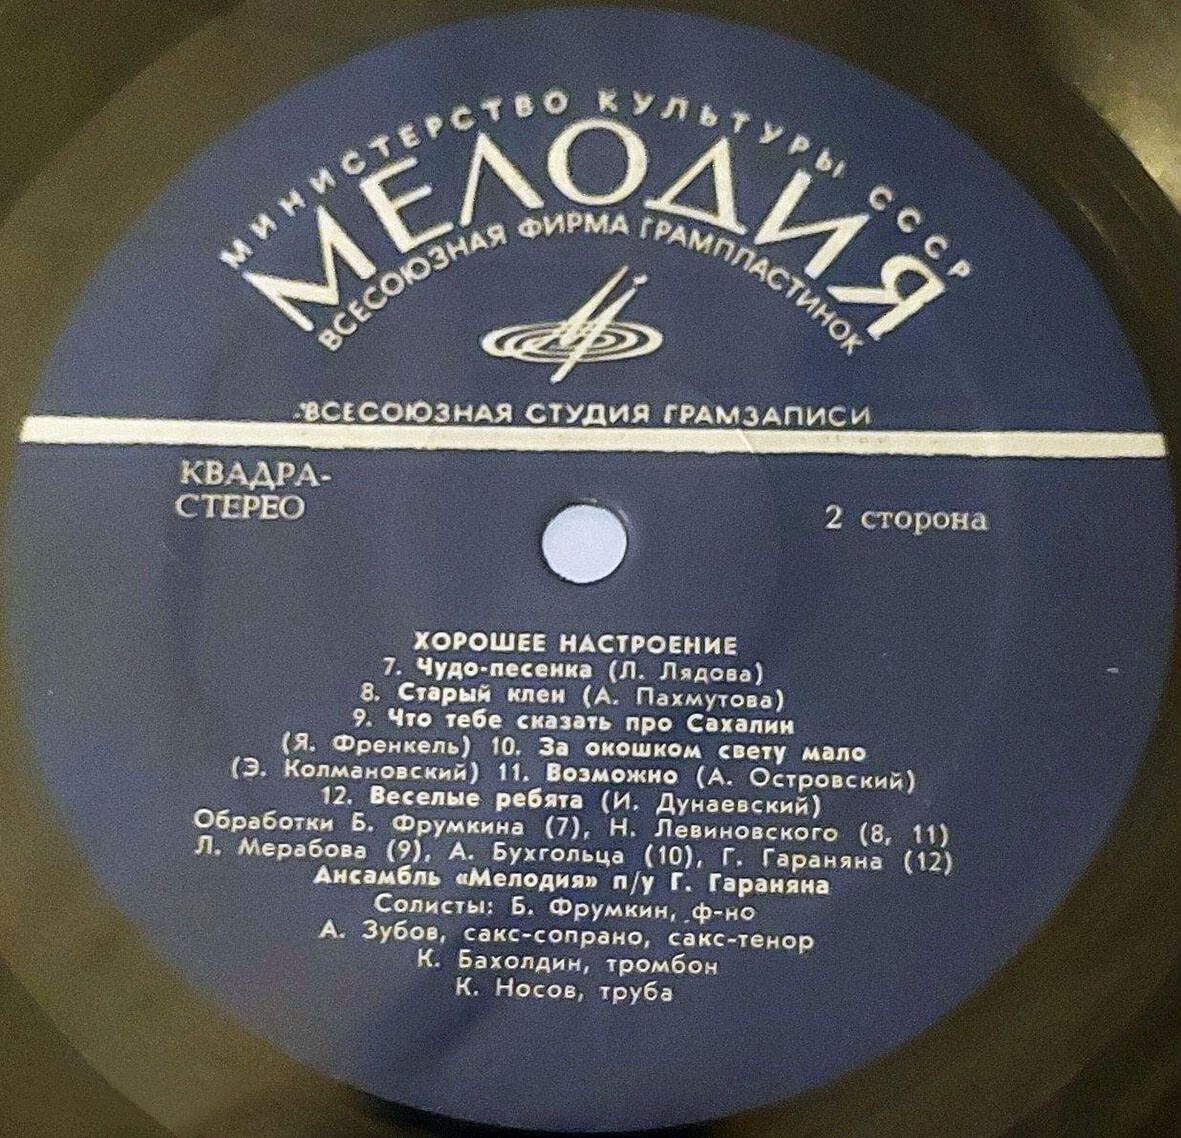 МИНИСТЕРСТВО КУЛЬТУРЫ СССР
МЕЛОДИЯ
ВСЕСОЮЗНАЯ ФИРМА ГРАМПЛАСТИНОК
ВСЕСОЮЗНАЯ СТУДИЯ ГРАМЗАПИСИ
КВАДРА-
СТЕРЕО
2 сторона
ХОРОШЕЕ НАСТРОЕНИЕ
7. Чудо-песенка (Л. Лядова)
8. Старый клен (А. Пахмутова)
9. Что тебе сказать про Сахалин
(Я. Френкель) 10. За окошком свету мало
(Э. Колмановский) 11. Возможно (А. Островский)
12. Веселые ребята (И. Дунаевский)
Обработки Б. Фрумкина (7), Н. Левиновского (8, 11)
Л. Мерабова (9), А. Бухгольца (10), Г. Гараняна (12)
Ансамбль «Мелодия» п/у Г. Гараняна
Солисты: Б. Фрумкин, ф-но
А. Зубов, сакс-сопрано, сакс-тенор
К. Бахолдин, тромбон
К. Носов, труба